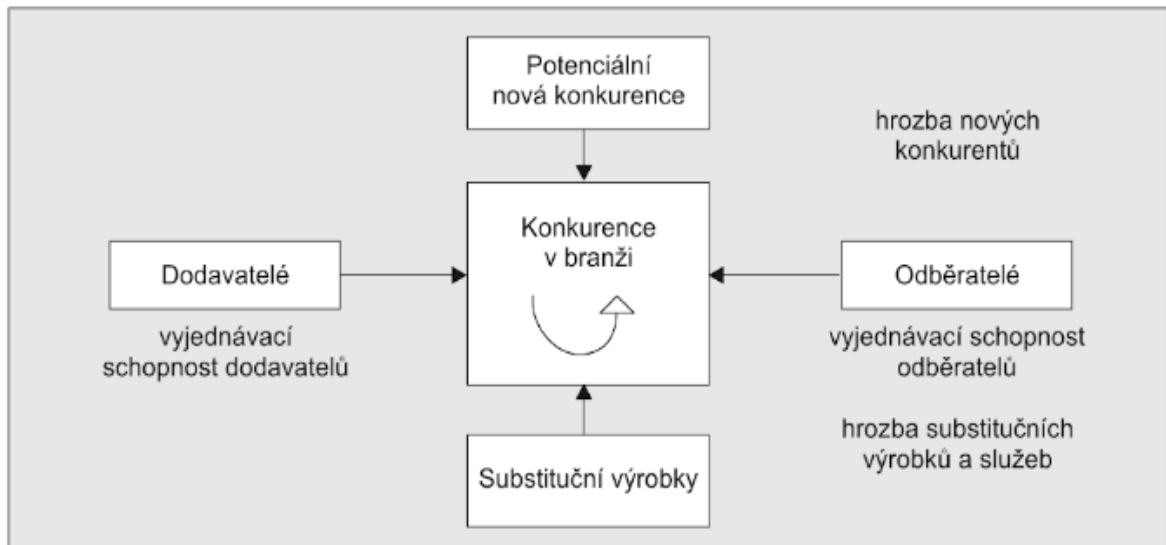 Potenciální
nová konkurence
hrozba nových
konkurentů
Konkurence
v branži
Dodavatelé
Odběratelé
vyjednávací
schopnost dodavatelů
vyjednávací schopnost
odběratelů
hrozba substitučních
výrobků a služeb
Substituční výrobky